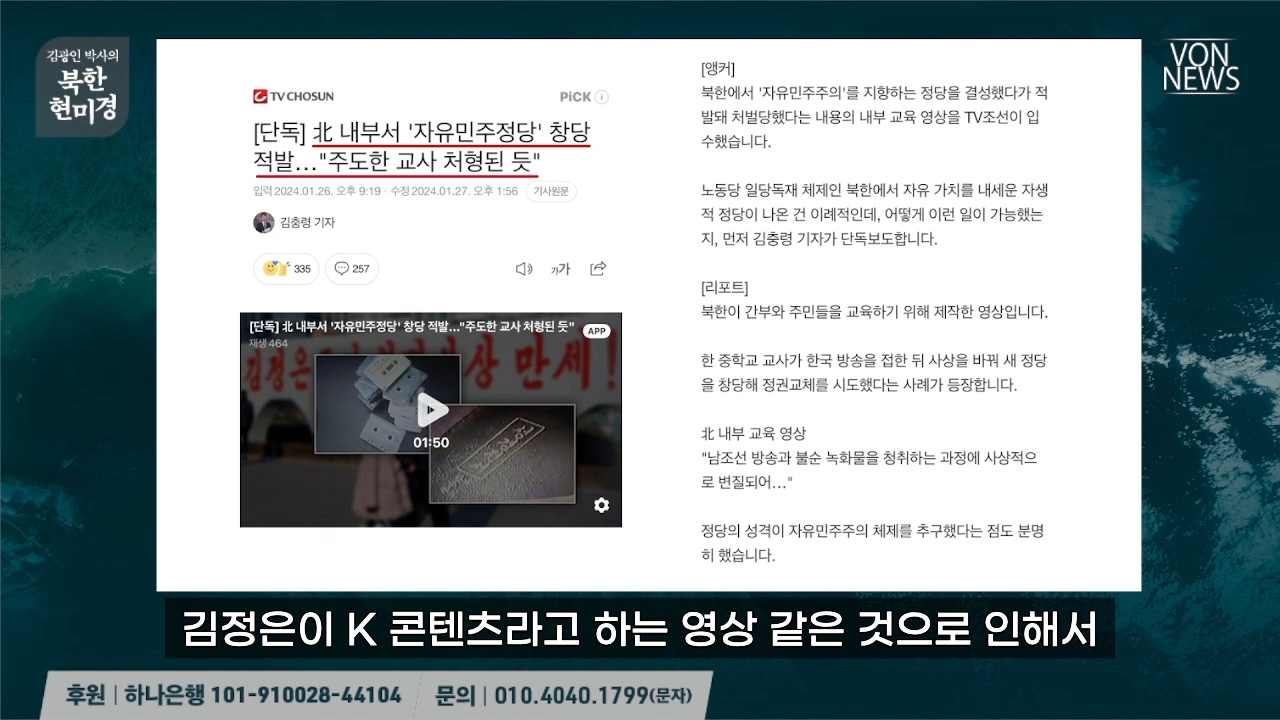 김광인 박사의
북한
현미경
VON
NEWS
TV CHOSUN
PiCK
[단독] 北 내부서 '자유민주정당' 창당
적발…"주도한 교사 처형된 듯"
입력 2024.01.26. 오후 9:19 · 수정 2024.01.27. 오후 1:56 기사원문
김충령 기자
335 257
가가
[단독] 北 내부서 '자유민주정당' 창당 적발…"주도한 교사 처형된 듯" APP
재생 464
김정은
상 만세!
01:50
[앵커]
북한에서 '자유민주주의'를 지향하는 정당을 결성했다가 적
발돼 처벌당했다는 내용의 내부 교육 영상을 TV조선이 입
수했습니다.
노동당 일당독재 체제인 북한에서 자유 가치를 내세운 자생
적 정당이 나온 건 이례적인데, 어떻게 이런 일이 가능했는
지, 먼저 김충령 기자가 단독보도합니다.
[리포트]
북한이 간부와 주민들을 교육하기 위해 제작한 영상입니다.
한 중학교 교사가 한국 방송을 접한 뒤 사상을 바꿔 새 정당
을 창당해 정권교체를 시도했다는 사례가 등장합니다.
北 내부 교육 영상
"남조선 방송과 불순 녹화물을 청취하는 과정에 사상적으
로 변질되어…"
정당의 성격이 자유민주주의 체제를 추구했다는 점도 분명
히 했습니다.
김정은이 K 콘텐츠라고 하는 영상 같은 것으로 인해서
후원 | 하나은행 101-910028-44104 문의 | 010.4040.1799(문자)